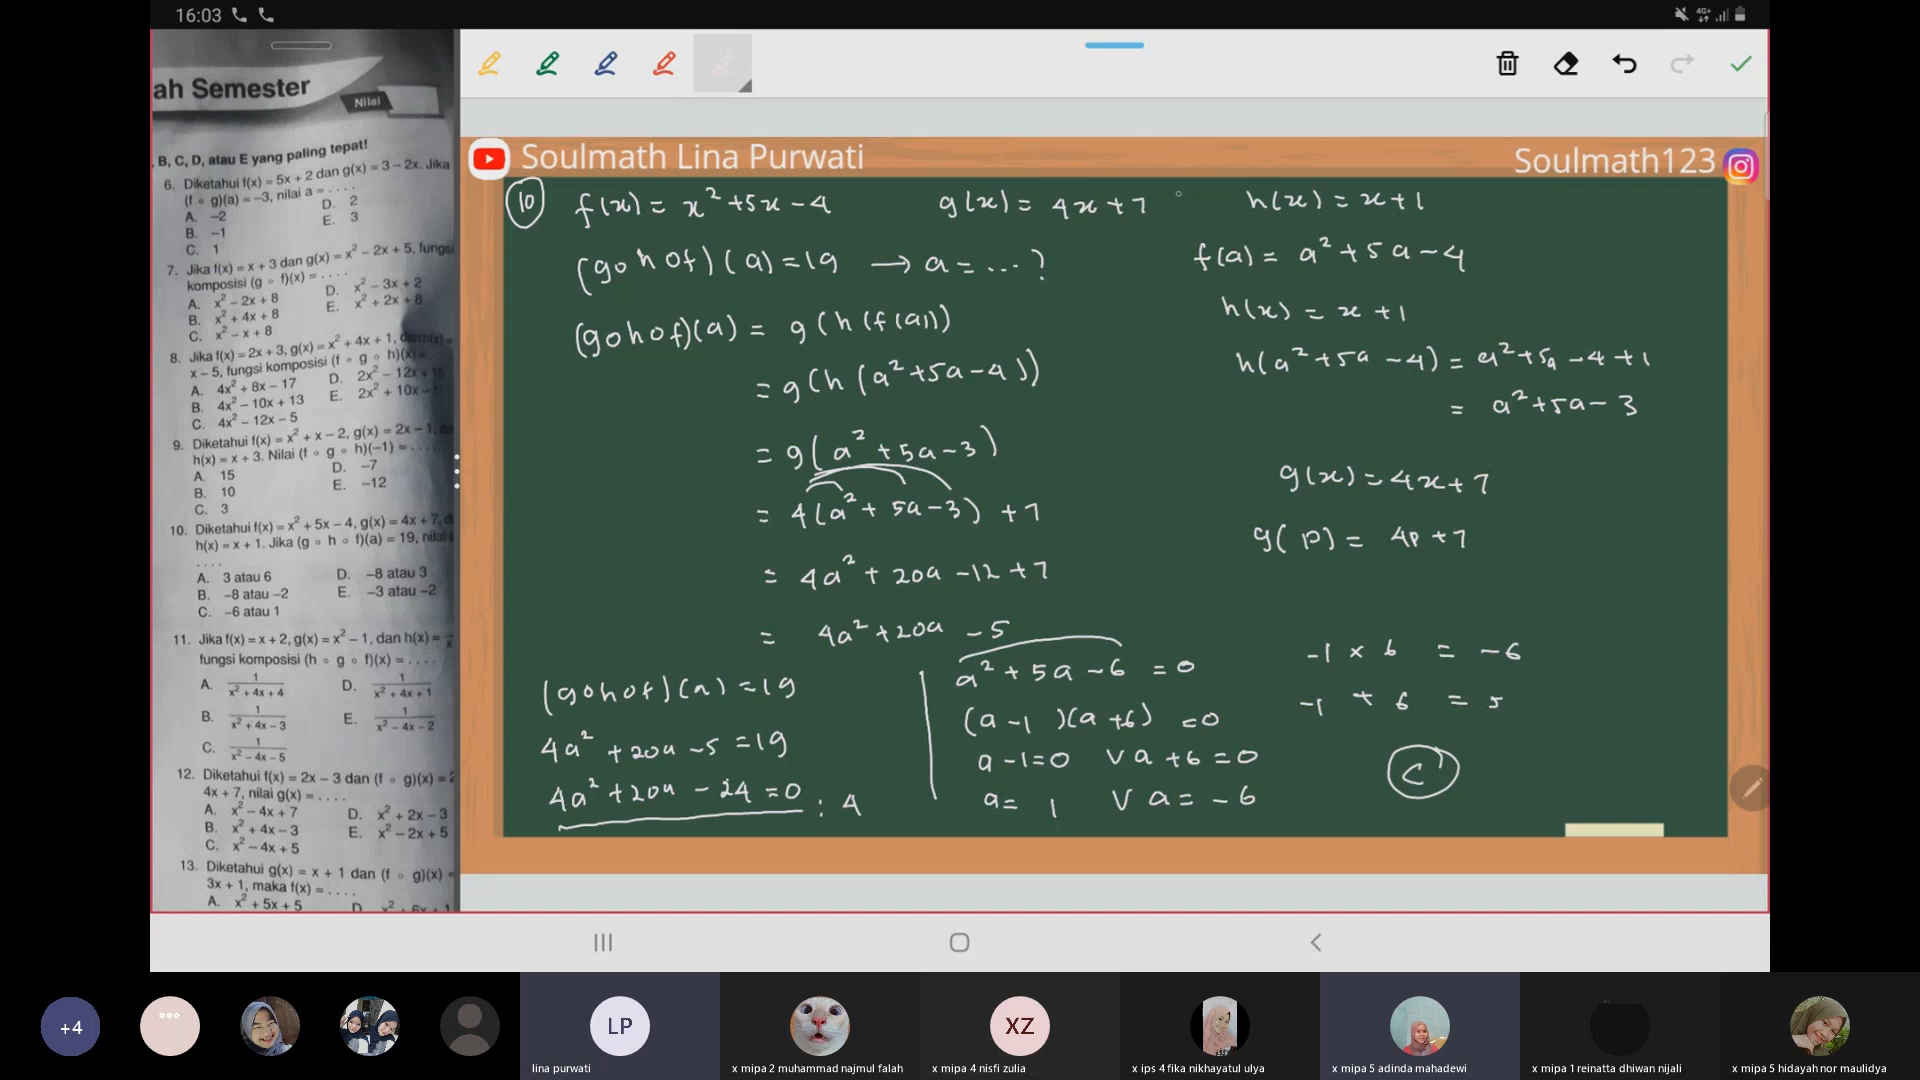 16:03
4G+
ah Semester
Nilai
B, C, D, atau E yang paling tepat!
6. Diketahui f(x) = 5x + 2 dan g(x) = 3 – 2x. Jika
(f ∘ g)(a) = –3, nilai a = . . . .
A. –2
D. 2
B. –1
E. 3
C. 1
7. Jika f(x) = x + 3 dan g(x) = x² – 2x + 5, fungsi
komposisi (g ∘ f)(x) = . . . .
A. x² – 2x + 8
D. x² – 3x + 2
B. x² + 4x + 8
E. x² + 2x + 8
C. x² – x + 8
8. Jika f(x) = 2x + 3, g(x) = x² + 4x + 1, dan h(x) =
x – 5, fungsi komposisi (f ∘ g ∘ h)(x) =
A. 4x² + 8x – 17
D. 2x² – 12x +
B. 4x² – 10x + 13
E. 2x² + 10x –
C. 4x² – 12x – 5
9. Diketahui f(x) = x² + x – 2, g(x) = 2x – 1,
h(x) = x + 3. Nilai (f ∘ g ∘ h)(–1) = . . . .
A. 15
D. –7
B. 10
E. –12
C. 3
10. Diketahui f(x) = x² + 5x – 4, g(x) = 4x + 7, d
h(x) = x + 1. Jika (g ∘ h ∘ f)(a) = 19, nilai a
. . . .
A. 3 atau 6
D. –8 atau 3
B. –8 atau –2
E. –3 atau –2
C. –6 atau 1
11. Jika f(x) = x + 2, g(x) = x² – 1, dan h(x) =
fungsi komposisi (h ∘ g ∘ f)(x) = . . . .
A. 1/(x² + 4x + 4)
D. 1/(x² + 4x + 1)
B. 1/(x² + 4x – 3)
E. 1/(x² – 4x – 2)
C. 1/(x² – 4x – 5)
12. Diketahui f(x) = 2x – 3 dan (f ∘ g)(x) = 2
4x + 7, nilai g(x) = . . . .
A. x² – 4x + 7
D. x² + 2x – 3
B. x² + 4x – 3
E. x² – 2x + 5
C. x² – 4x + 5
13. Diketahui g(x) = x + 1 dan (f ∘ g)(x) =
3x + 1, maka f(x) = . . . .
A. x² + 5x + 5
Soulmath Lina Purwati
Soulmath123
10 f(x) = x² + 5x – 4 g(x) = 4x + 7 h(x) = x + 1
(gohof)(a) = 19 → a = ... ?
(gohof)(a) = g(h(f(a)))
= g(h(a² + 5a – 4))
= g(a² + 5a – 3)
= 4(a² + 5a – 3) + 7
= 4a² + 20a – 12 + 7
= 4a² + 20a – 5
f(a) = a² + 5a – 4
h(x) = x + 1
h(a² + 5a – 4) = a² + 5a – 4 + 1
= a² + 5a – 3
g(x) = 4x + 7
g(p) = 4p + 7
(gohof)(a) = 19
4a² + 20a – 5 = 19
4a² + 20a – 24 = 0 : 4
a² + 5a – 6 = 0
(a – 1)(a + 6) = 0
a – 1 = 0 V a + 6 = 0
a = 1 V a = – 6
–1 × 6 = – 6
–1 + 6 = 5
C
+4
LP
lina purwati
x mipa 2 muhammad najmul falah
XZ
x mipa 4 nisfi zulia
x ips 4 fika nikhayatul ulya
x mipa 5 adinda mahadewi
x mipa 1 reinatta dhiwan nijali
x mipa 5 hidayah nor maulidya